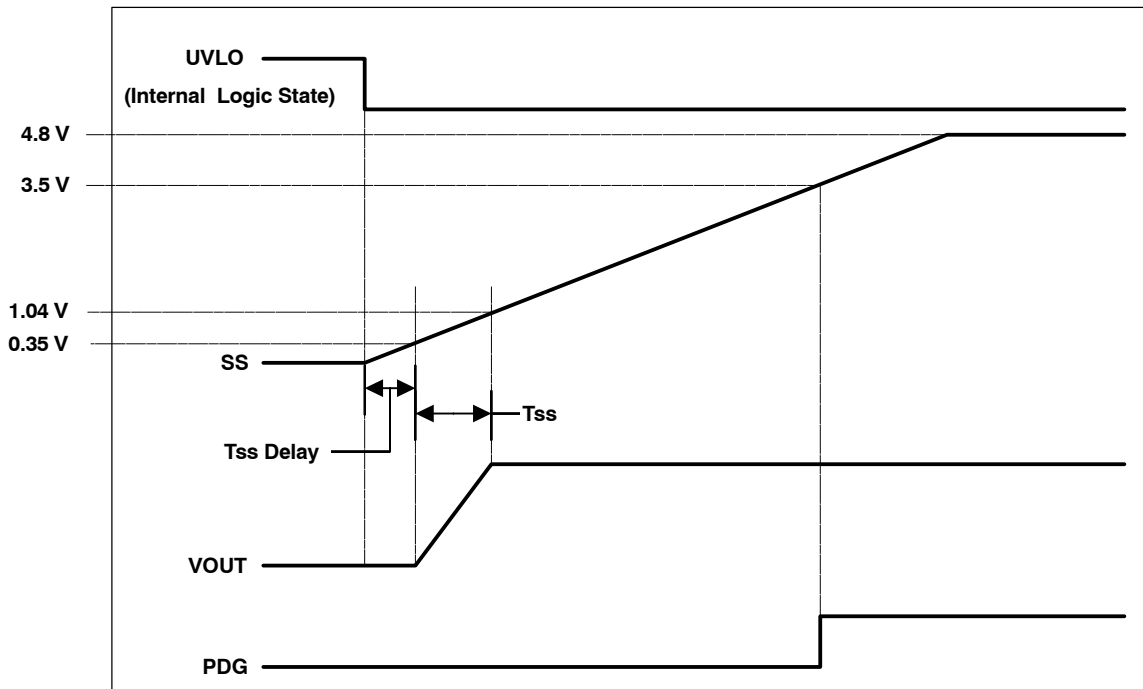 UVLO
(Internal Logic State)
4.8 V
3.5 V
1.04 V
0.35 V
SS
Tss
Tss Delay
VOUT
PDG